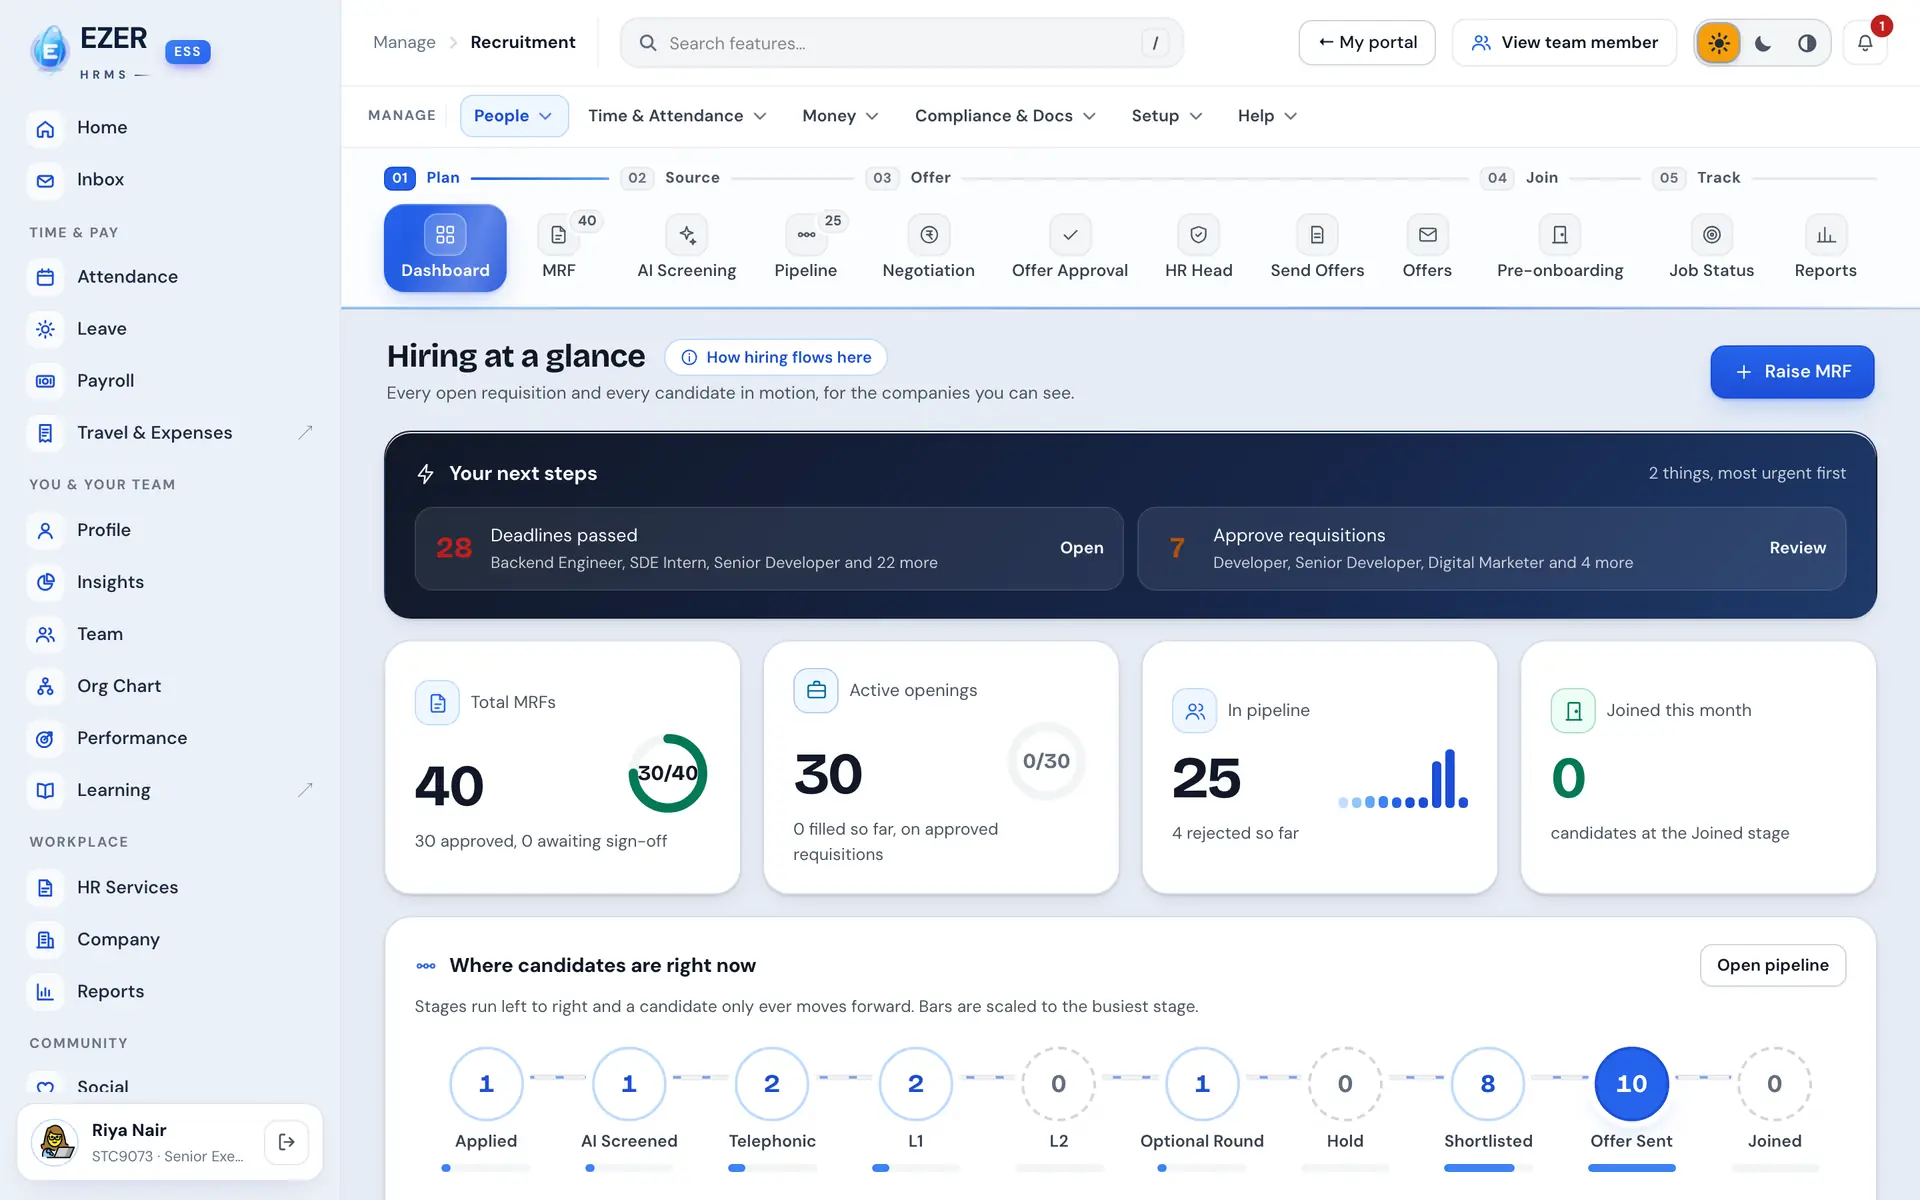 EZER
HRMS
ESS
Home
Inbox
TIME & PAY
Attendance
Leave
Payroll
Travel & Expenses
YOU & YOUR TEAM
Profile
Insights
Team
Org Chart
Performance
Learning
WORKPLACE
HR Services
Company
Reports
COMMUNITY
Social
Riya Nair
STC9073 · Senior Exe...
Manage
Recruitment
Search features...
/
← My portal
View team member
1
MANAGE
People
Time & Attendance
Money
Compliance & Docs
Setup
Help
01 Plan
02 Source
03 Offer
04 Join
05 Track
Dashboard
40
MRF
AI Screening
25
Pipeline
Negotiation
Offer Approval
HR Head
Send Offers
Offers
Pre-onboarding
Job Status
Reports
Hiring at a glance
How hiring flows here
Every open requisition and every candidate in motion, for the companies you can see.
+ Raise MRF
Your next steps
2 things, most urgent first
28
Deadlines passed
Backend Engineer, SDE Intern, Senior Developer and 22 more
Open
7
Approve requisitions
Developer, Senior Developer, Digital Marketer and 4 more
Review
Total MRFs
40
30/40
30 approved, 0 awaiting sign-off
Active openings
30
0/30
0 filled so far, on approved
requisitions
In pipeline
25
4 rejected so far
Joined this month
0
candidates at the Joined stage
Where candidates are right now
Open pipeline
Stages run left to right and a candidate only ever moves forward. Bars are scaled to the busiest stage.
1 1 2 2 0 1 0 8 10 0
Applied AI Screened Telephonic L1 L2 Optional Round Hold Shortlisted Offer Sent Joined